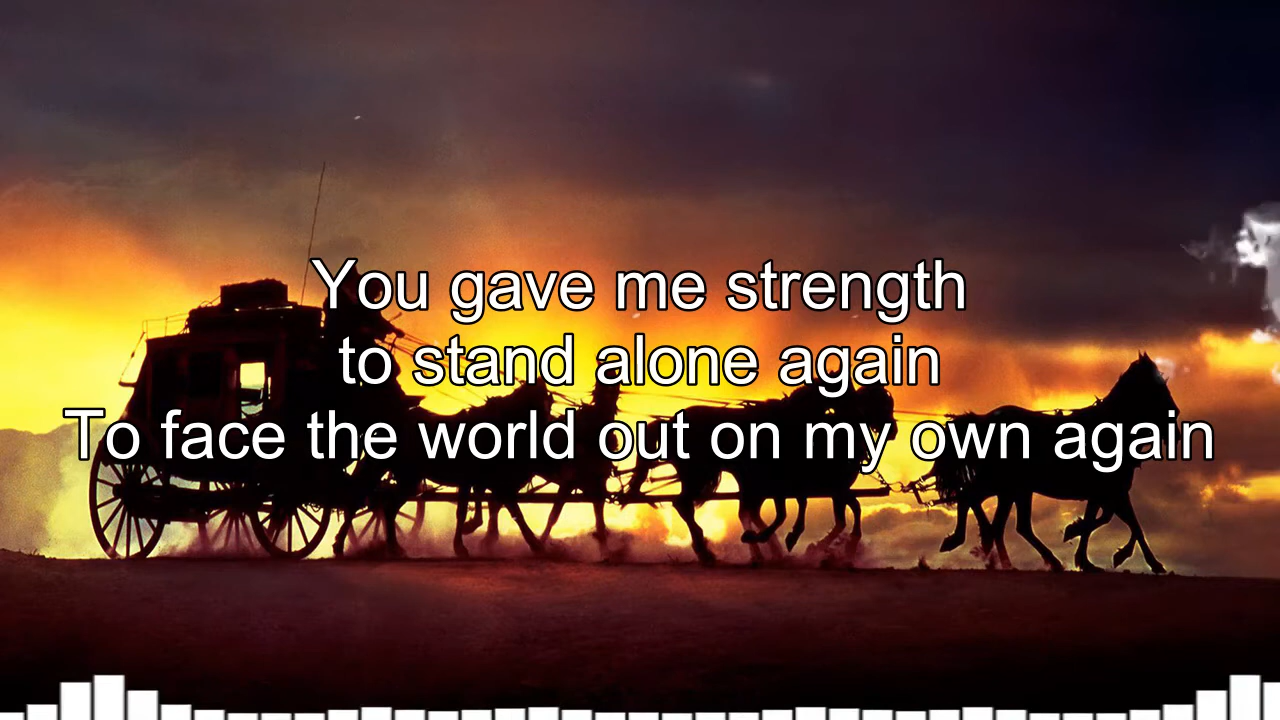 You gave me strength
to stand alone again
To face the world out on my own again